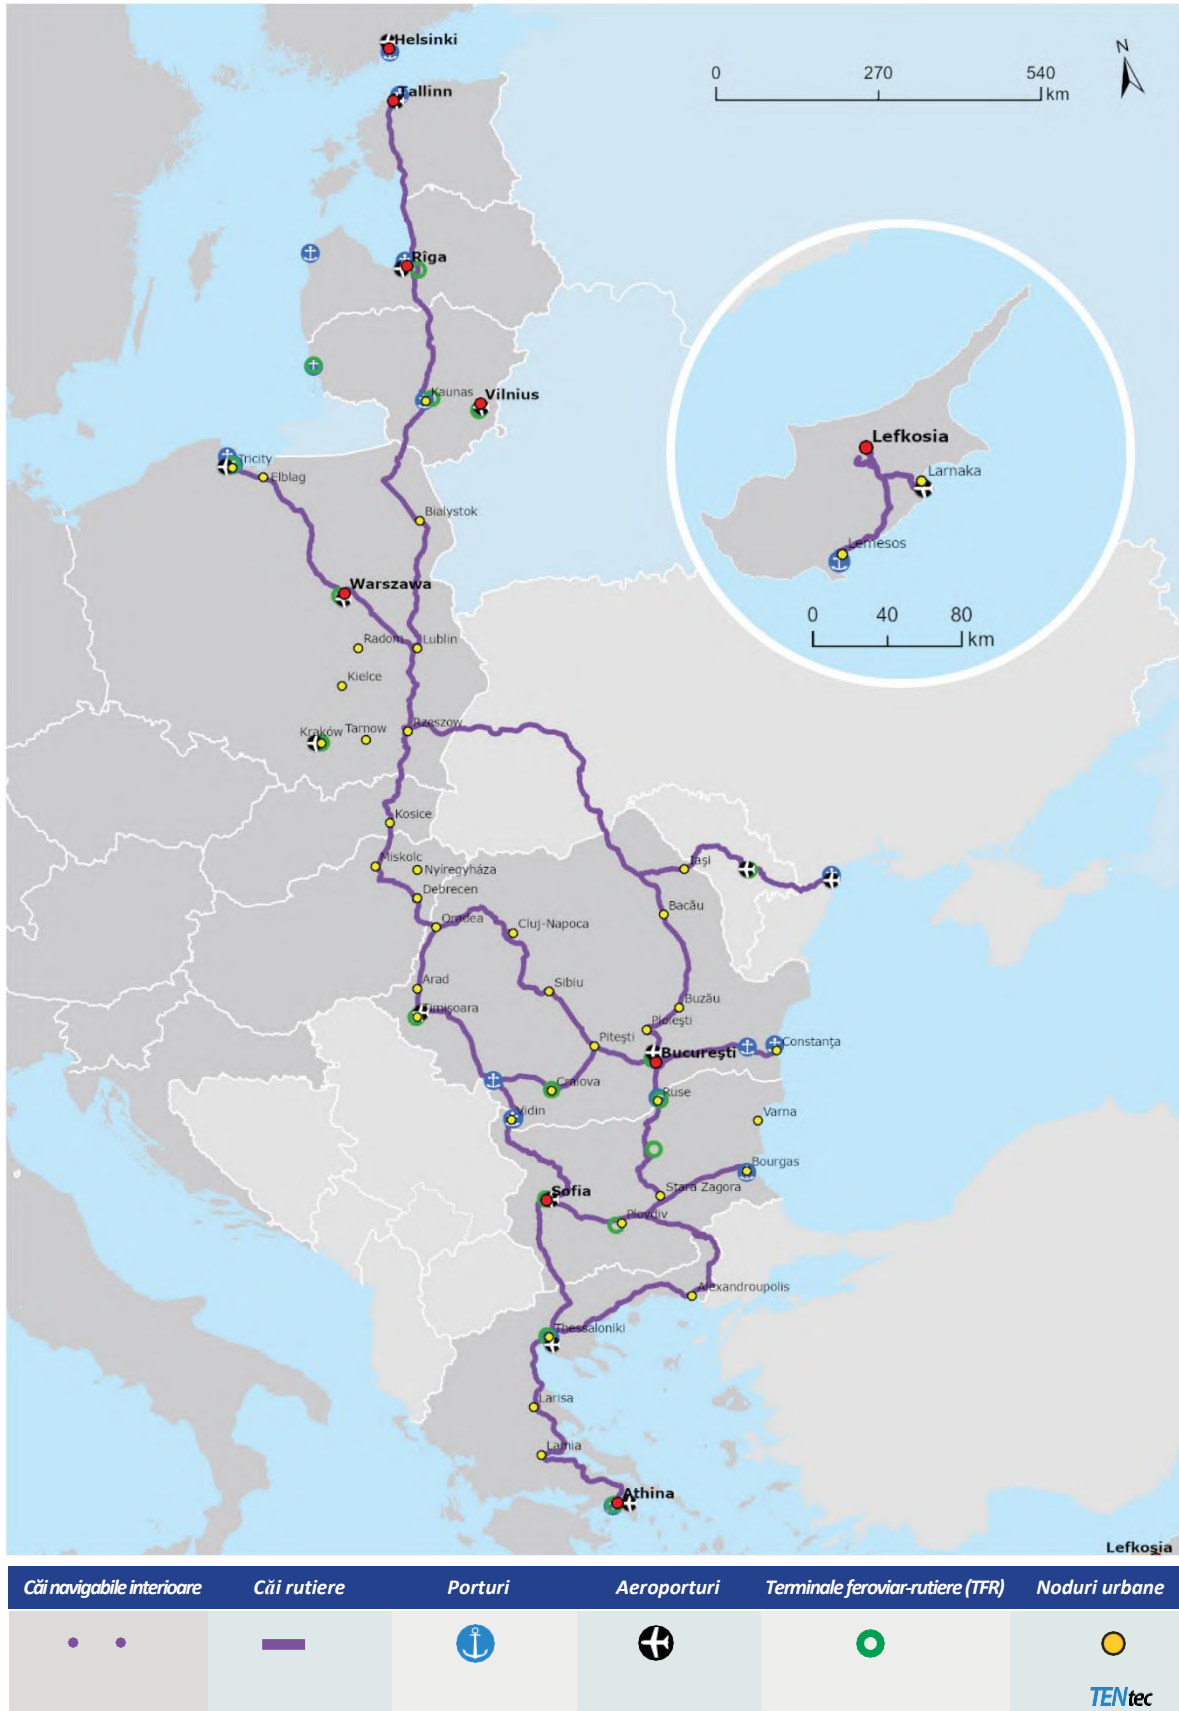 Helsinki
N
0 270 540
km
Tallinn
Rīga
Kaunas
Vilnius
Lefkosia
Larnaka
Tricity
Elblag
Bialystok
Lemesos
Warszawa
0 40 80
km
Radom
Lublin
Kielce
Rzeszow
Kraków
Tarnow
Kosice
Miskolc
Nyíregyháza
Iaşi
Debrecen
Bacău
Oradea
Cluj-Napoca
Arad
Sibiu
Timişoara
Buzău
Ploieşti
Piteşti
Constanţa
Bucureşti
Craiova
Ruse
Vidin
Varna
Bourgas
Sofia
Stara Zagora
Plovdiv
Alexandroupolis
Thessaloniki
Larisa
Lamia
Athina
Lefkoşia
Căi navigabile interioare
Căi rutiere
Porturi
Aeroporturi
Terminale feroviar-rutiere (TFR)
Noduri urbane
TENtec